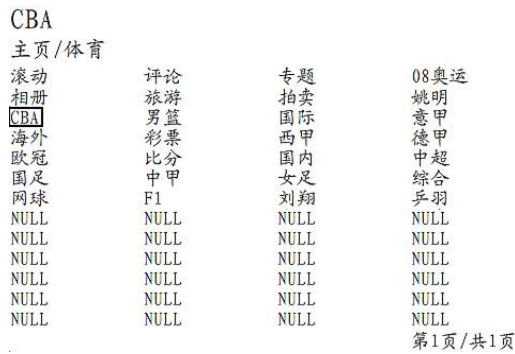 CBA
主页/体育
滚动 评论 专题 08奥运
相册 旅游 拍卖 姚明
CBA 男篮 国际 意甲
海外 彩票 西甲 德甲
欧冠 比分 国内 中超
国足 中甲 女足 综合
网球 F1 刘翔 乒羽
NULL NULL NULL NULL
NULL NULL NULL NULL
NULL NULL NULL NULL
NULL NULL NULL NULL
NULL NULL NULL NULL
NULL NULL NULL NULL
第1页/共1页